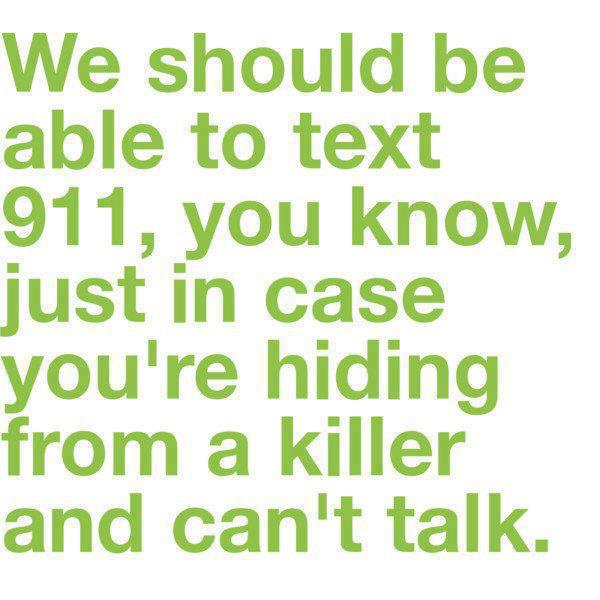 We should be
able to text
911, you know,
just in case
you're hiding
from a killer
and can't talk.